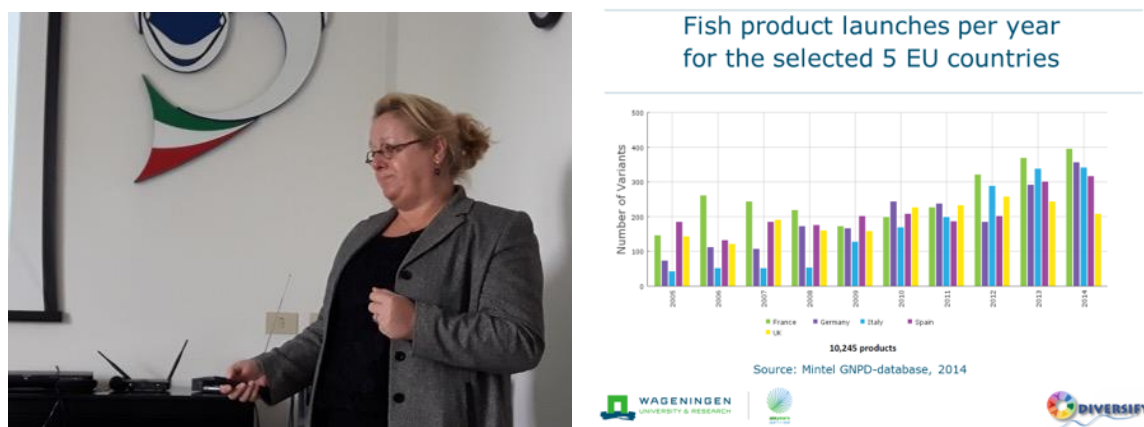 Fish product launches per year
for the selected 5 EU countries
Number of Variants
500
400
300
200
100
0
2005 2006 2007 2008 2009 2010 2011 2012 2013 2014
France Germany Italy Spain
UK
10,245 products
Source: Mintel GNPD-database, 2014
WAGENINGEN
UNIVERSITY & RESEARCH
DIVERSIFY